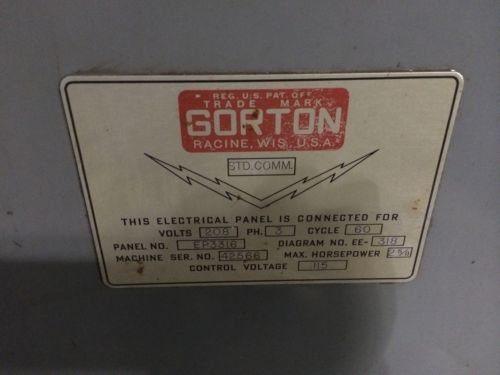 REG. U.S. PAT. OFF.
TRADE MARK
GORTON
RACINE, WIS. U.S.A.
STD.COMM.
THIS ELECTRICAL PANEL IS CONNECTED FOR
VOLTS 208 PH. 3 CYCLE 60
PANEL NO. EP3316 DIAGRAM NO. EE- 318
MACHINE SER. NO. 42566 MAX. HORSEPOWER
CONTROL VOLTAGE 115